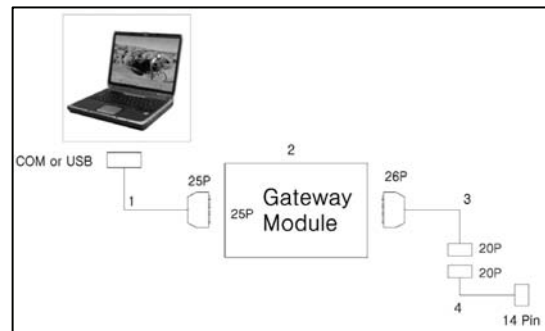 COM or USB
1
25P
25P
2
Gateway
Module
26P
3
20P
20P
4
14 Pin